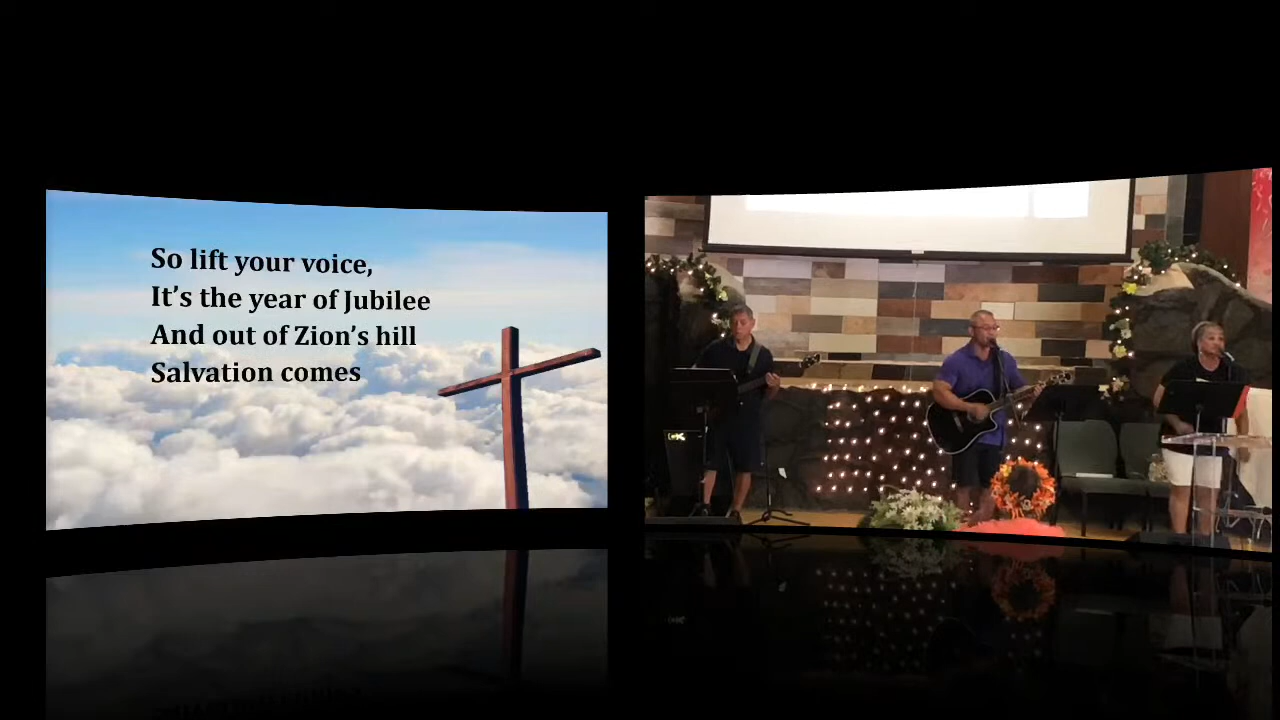 So lift your voice,
It's the year of Jubilee
And out of Zion's hill
Salvation comes